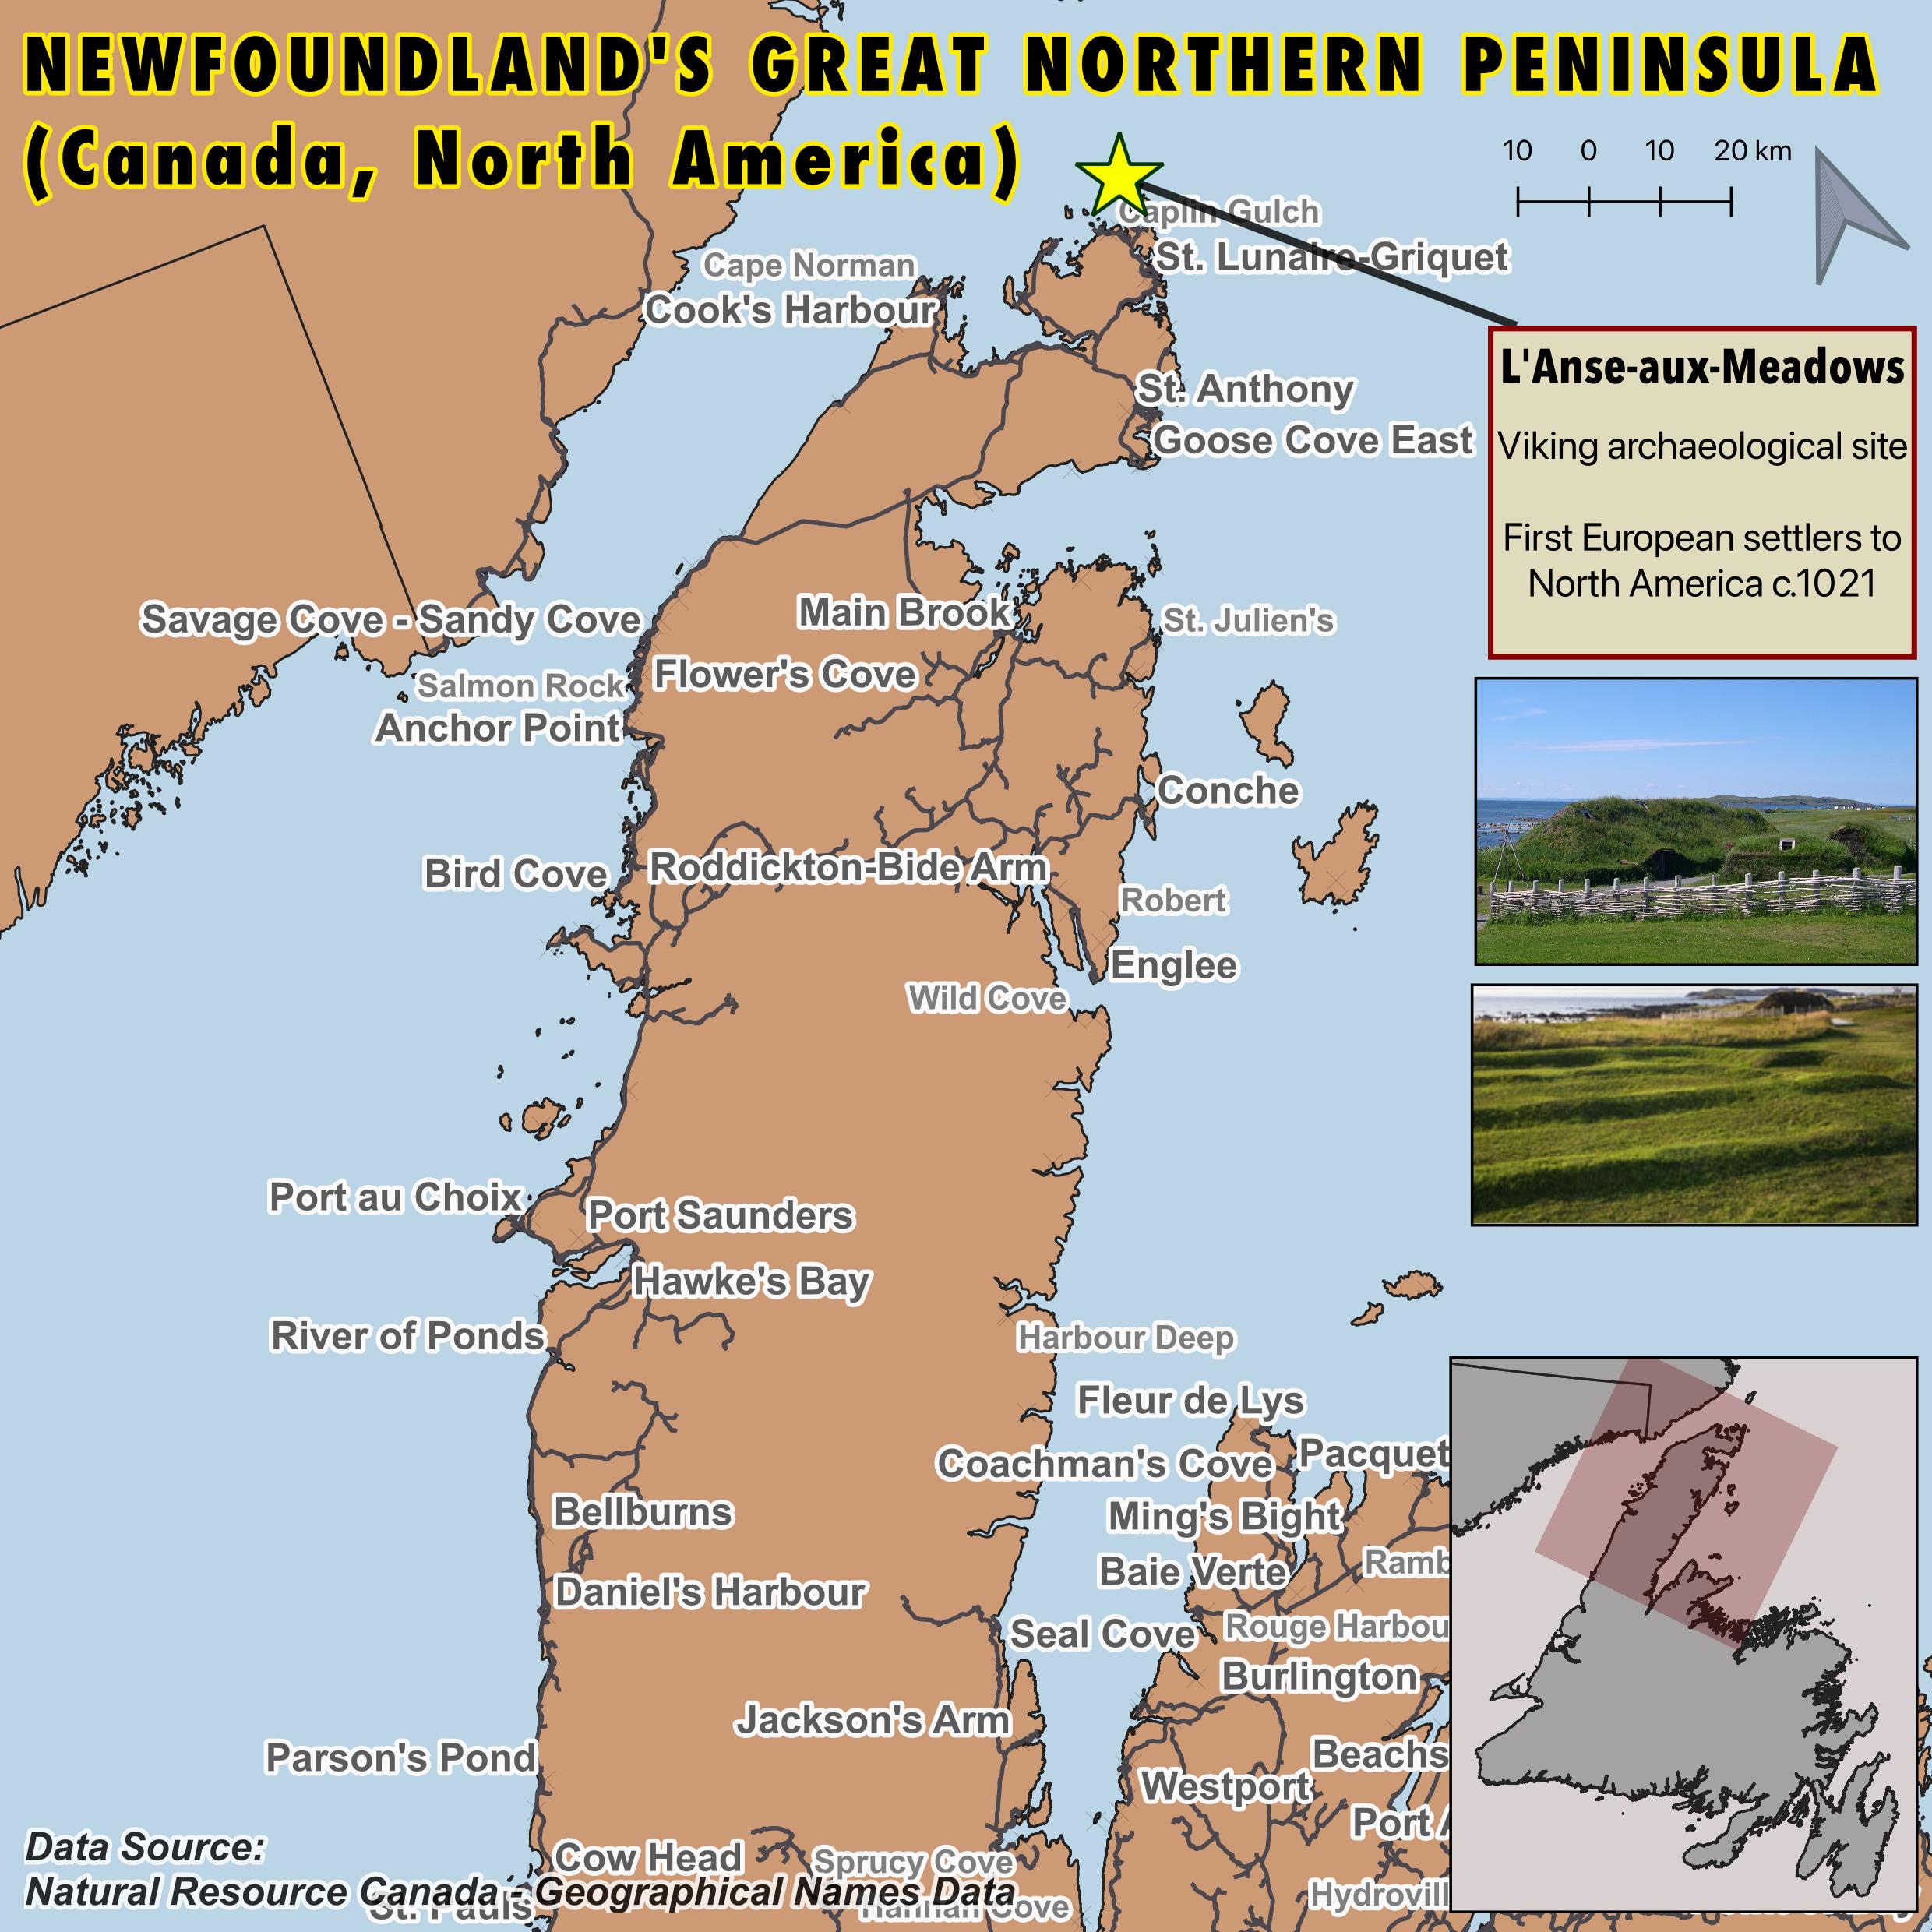 NEWFOUNDLAND'S GREAT NORTHERN PENINSULA
(Canada, North America)
10 0 10 20 km
Caplin Gulch
St. Lunaire-Griquet
Cape Norman
Cook's Harbour
L'Anse-aux-Meadows
Viking archaeological site
First European settlers to
North America c.1021
St. Anthony
Goose Cove East
Savage Cove - Sandy Cove
Main Brook
St. Julien's
Flower's Cove
Salmon Rock
Anchor Point
Conche
Bird Cove
Roddickton-Bide Arm
Robert
Englee
Wild Cove
Port au Choix
Port Saunders
Hawke's Bay
River of Ponds
Harbour Deep
Fleur de Lys
Coachman's Cove
Pacquet
Bellburns
Ming's Bight
Baie Verte
Ramb
Daniel's Harbour
Seal Cove
Rouge Harbou
Burlington
Jackson's Arm
Parson's Pond
Beachs
Westport
Port A
Cow Head
Sprucy Cove
Hydrovill
St. Pauls
Hannah Cove
Data Source:
Natural Resource Canada - Geographical Names Data